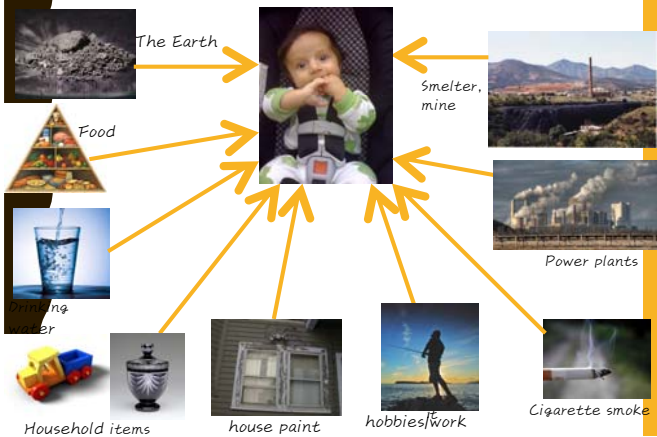 The Earth
Smelter,
mine
Food
Power plants
Drinking
water
Household items
house paint
hobbies/work
Cigarette smoke